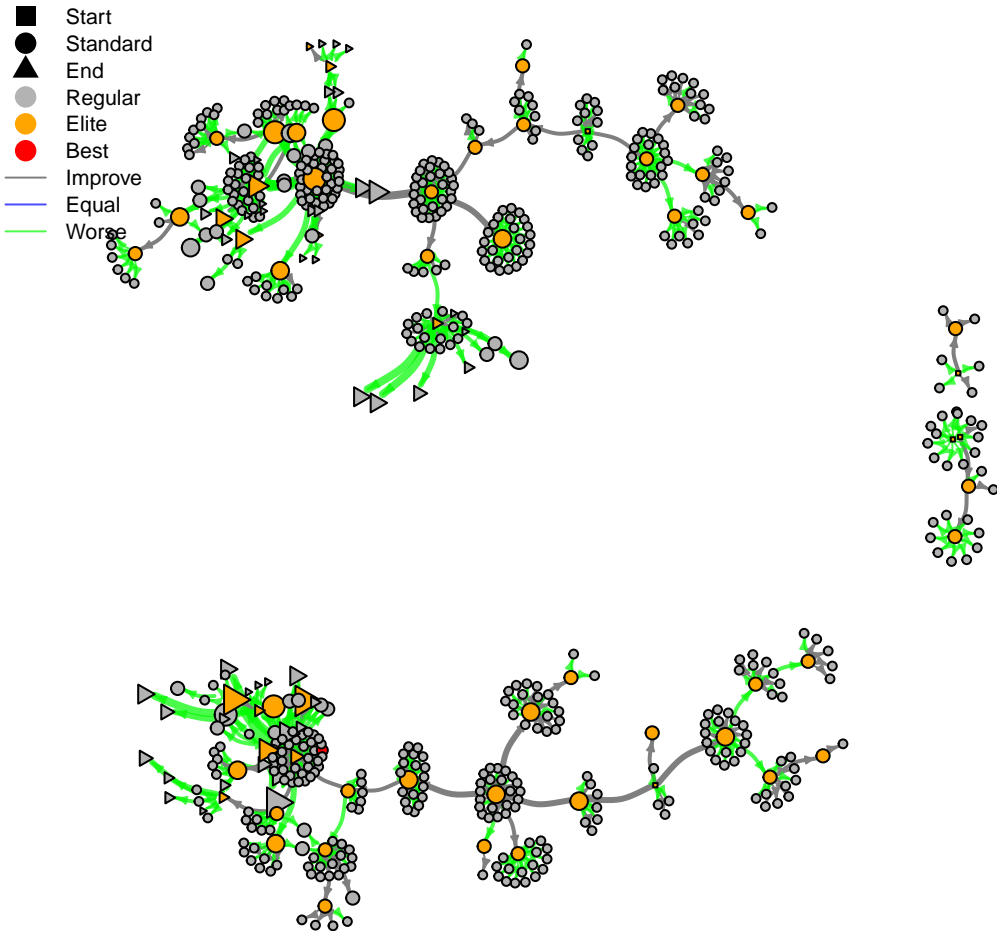 Start
Standard
End
Regular
Elite
Best
Improve
Equal
Worse